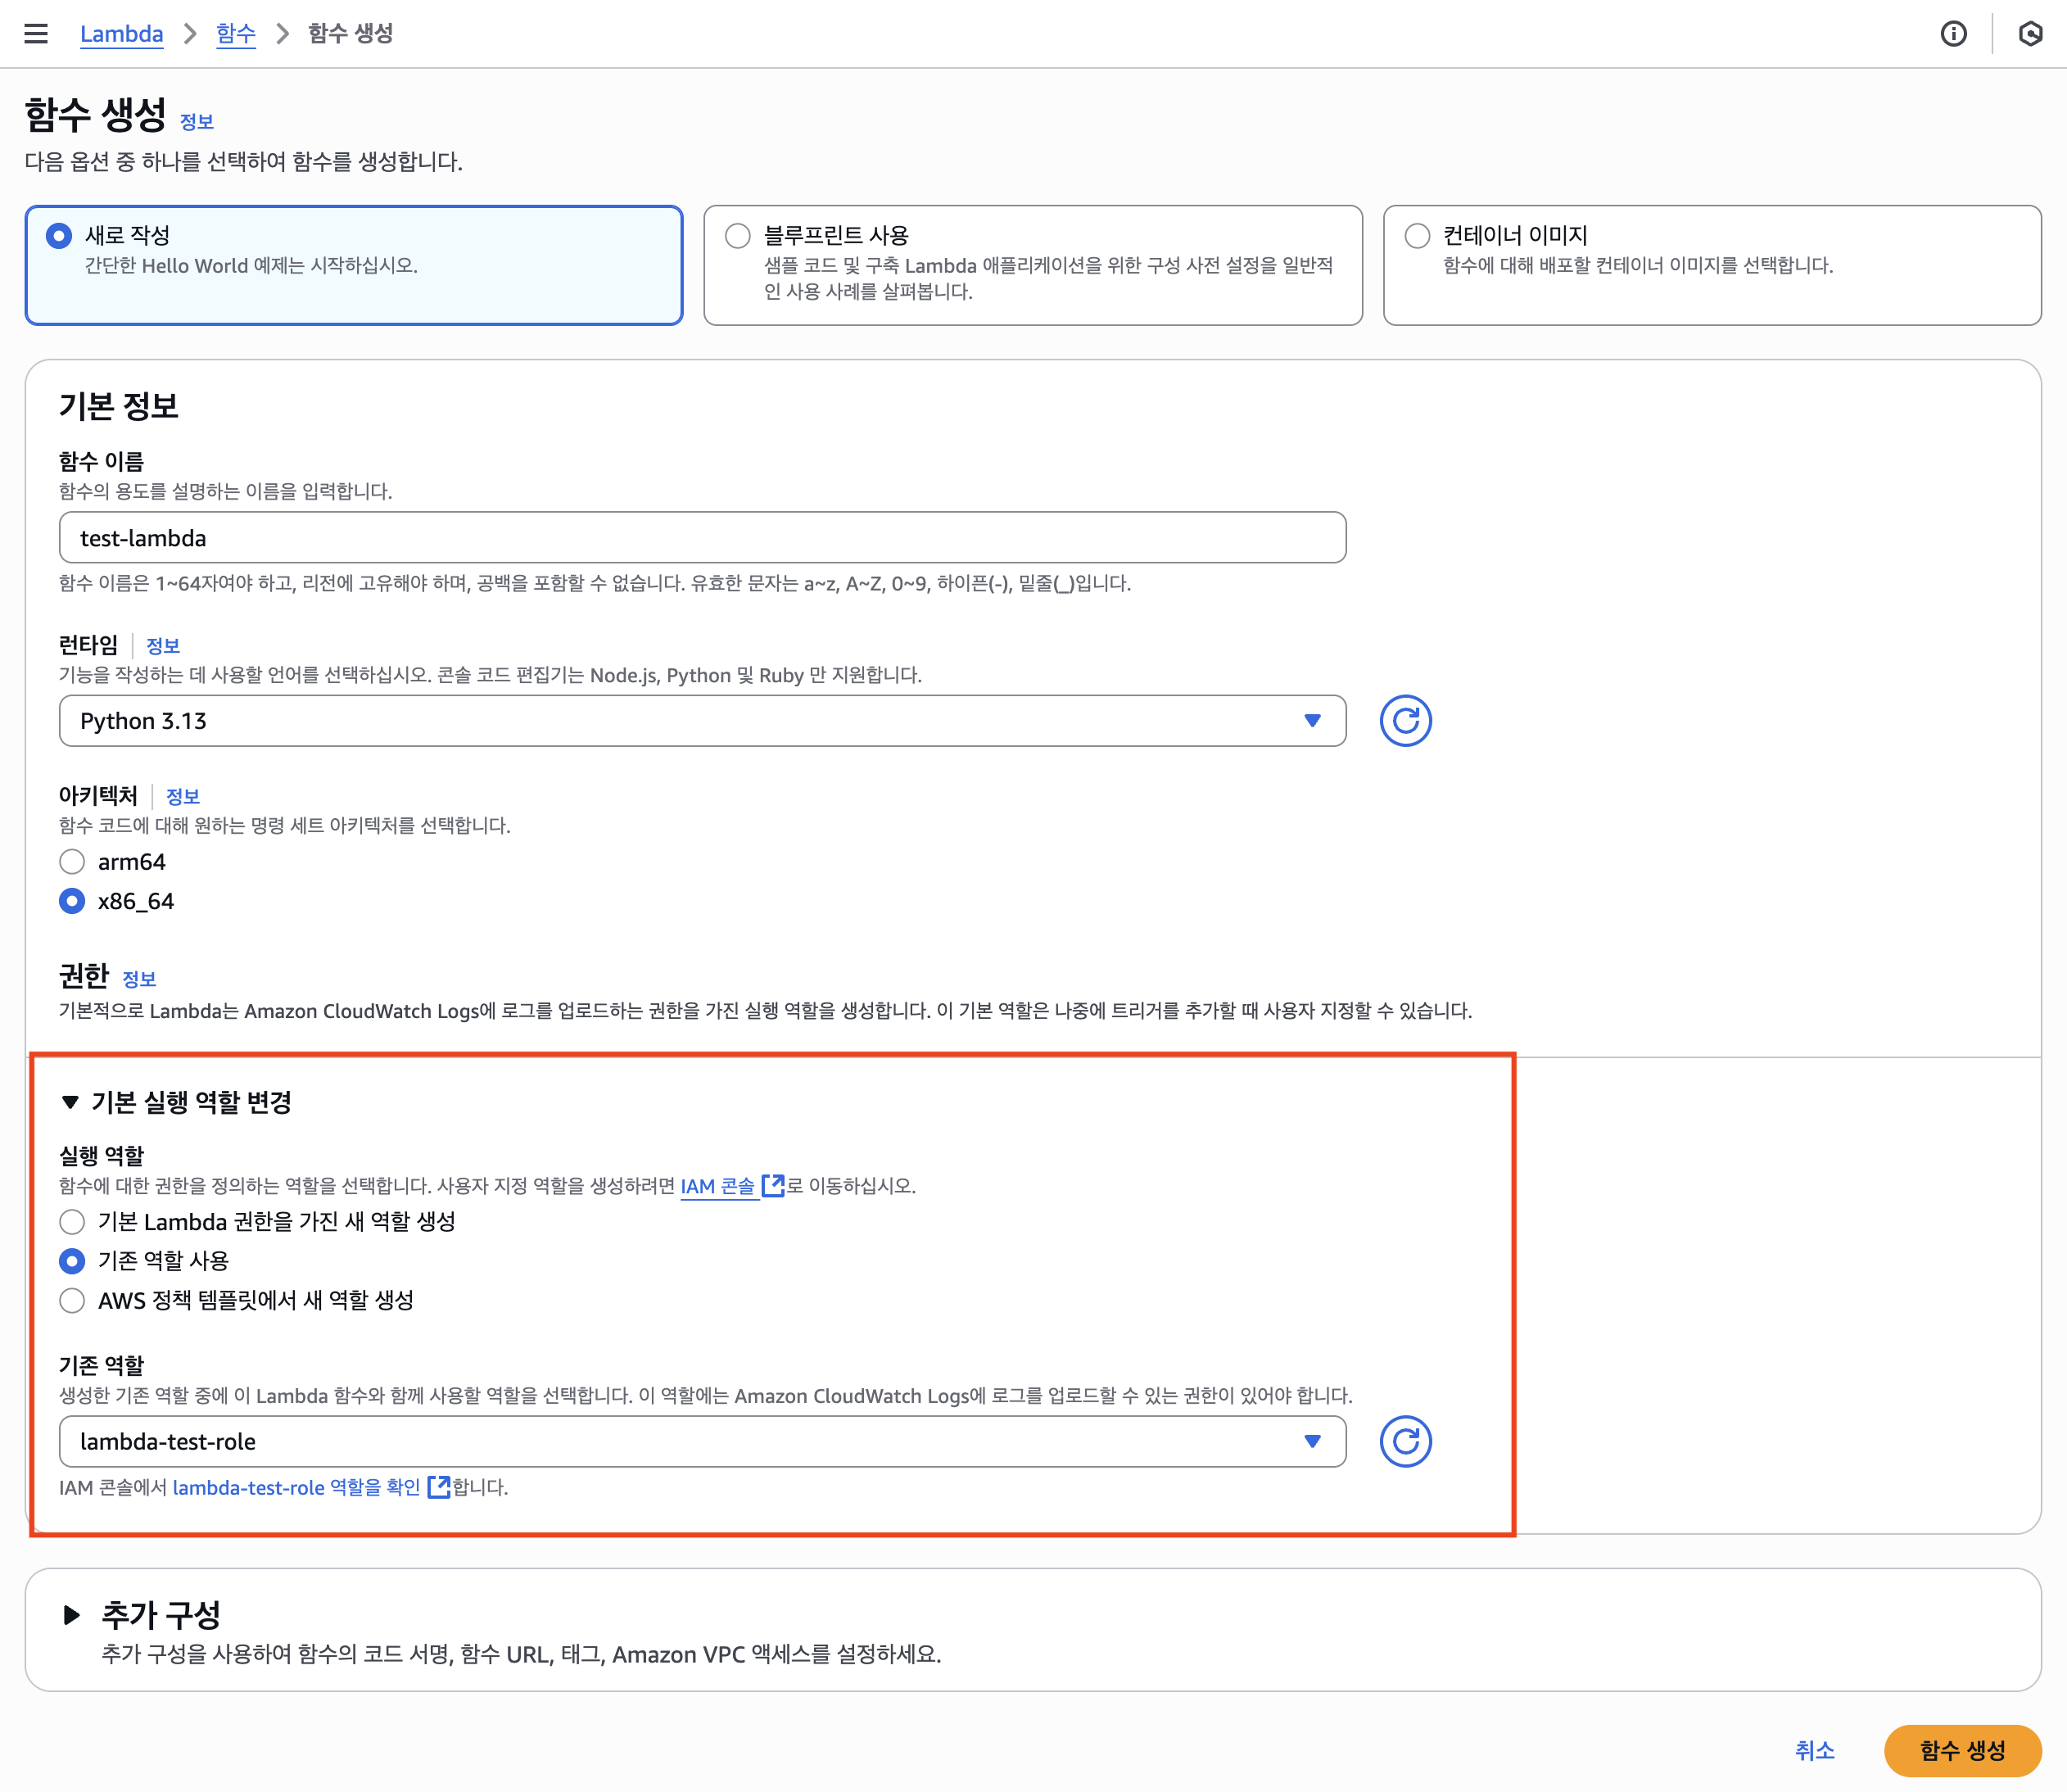 Lambda > 함수 > 함수 생성
함수 생성 정보
다음 옵션 중 하나를 선택하여 함수를 생성합니다.
새로 작성
간단한 Hello World 예제는 시작하십시오.
블루프린트 사용
샘플 코드 및 구축 Lambda 애플리케이션을 위한 구성 사전 설정을 일반적
인 사용 사례를 살펴봅니다.
컨테이너 이미지
함수에 대해 배포할 컨테이너 이미지를 선택합니다.
기본 정보
함수 이름
함수의 용도를 설명하는 이름을 입력합니다.
test-lambda
함수 이름은 1~64자여야 하고, 리전에 고유해야 하며, 공백을 포함할 수 없습니다. 유효한 문자는 a~z, A~Z, 0~9, 하이픈(-), 밑줄(_)입니다.
런타임 정보
기능을 작성하는 데 사용할 언어를 선택하십시오. 콘솔 코드 편집기는 Node.js, Python 및 Ruby 만 지원합니다.
Python 3.13
아키텍처 정보
함수 코드에 대해 원하는 명령 세트 아키텍처를 선택합니다.
arm64
x86_64
권한 정보
기본적으로 Lambda는 Amazon CloudWatch Logs에 로그를 업로드하는 권한을 가진 실행 역할을 생성합니다. 이 기본 역할은 나중에 트리거를 추가할 때 사용자 지정할 수 있습니다.
기본 실행 역할 변경
실행 역할
함수에 대한 권한을 정의하는 역할을 선택합니다. 사용자 지정 역할을 생성하려면 IAM 콘솔 로 이동하십시오.
기본 Lambda 권한을 가진 새 역할 생성
기존 역할 사용
AWS 정책 템플릿에서 새 역할 생성
기존 역할
생성한 기존 역할 중에 이 Lambda 함수와 함께 사용할 역할을 선택합니다. 이 역할에는 Amazon CloudWatch Logs에 로그를 업로드할 수 있는 권한이 있어야 합니다.
lambda-test-role
IAM 콘솔에서 lambda-test-role 역할을 확인 합니다.
추가 구성
추가 구성을 사용하여 함수의 코드 서명, 함수 URL, 태그, Amazon VPC 액세스를 설정하세요.
취소
함수 생성